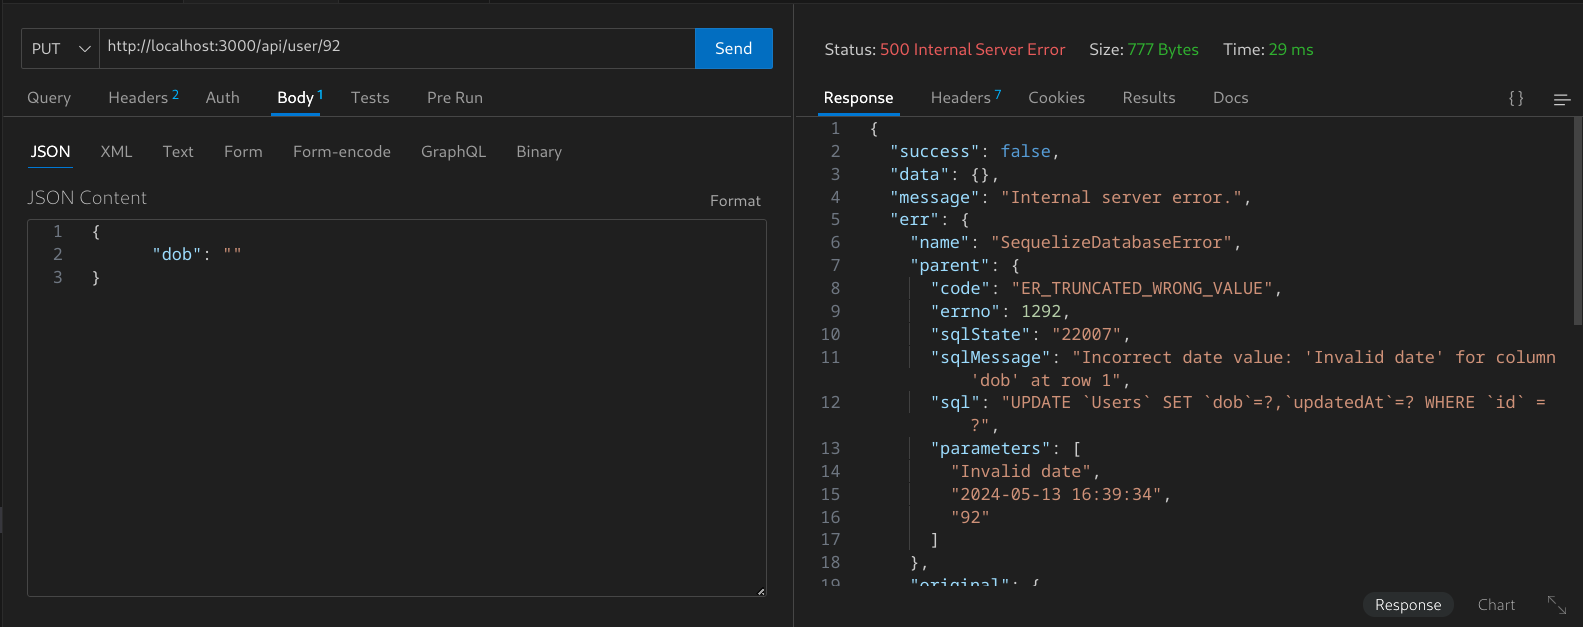 PUT http://localhost:3000/api/user/92 Send
Query Headers 2 Auth Body 1 Tests Pre Run
JSON XML Text Form Form-encode GraphQL Binary
JSON Content Format
1 {
2 "dob": ""
3 }
Status: 500 Internal Server Error Size: 777 Bytes Time: 29 ms
Response Headers 7 Cookies Results Docs { }
1 {
2 "success": false,
3 "data": {},
4 "message": "Internal server error.",
5 "err": {
6 "name": "SequelizeDatabaseError",
7 "parent": {
8 "code": "ER_TRUNCATED_WRONG_VALUE",
9 "errno": 1292,
10 "sqlState": "22007",
11 "sqlMessage": "Incorrect date value: 'Invalid date' for column
'dob' at row 1",
12 "sql": "UPDATE `Users` SET `dob`=?,`updatedAt`=? WHERE `id` =
?",
13 "parameters": [
14 "Invalid date",
15 "2024-05-13 16:39:34",
16 "92"
17 ]
18 },
19 "original": {
Response Chart